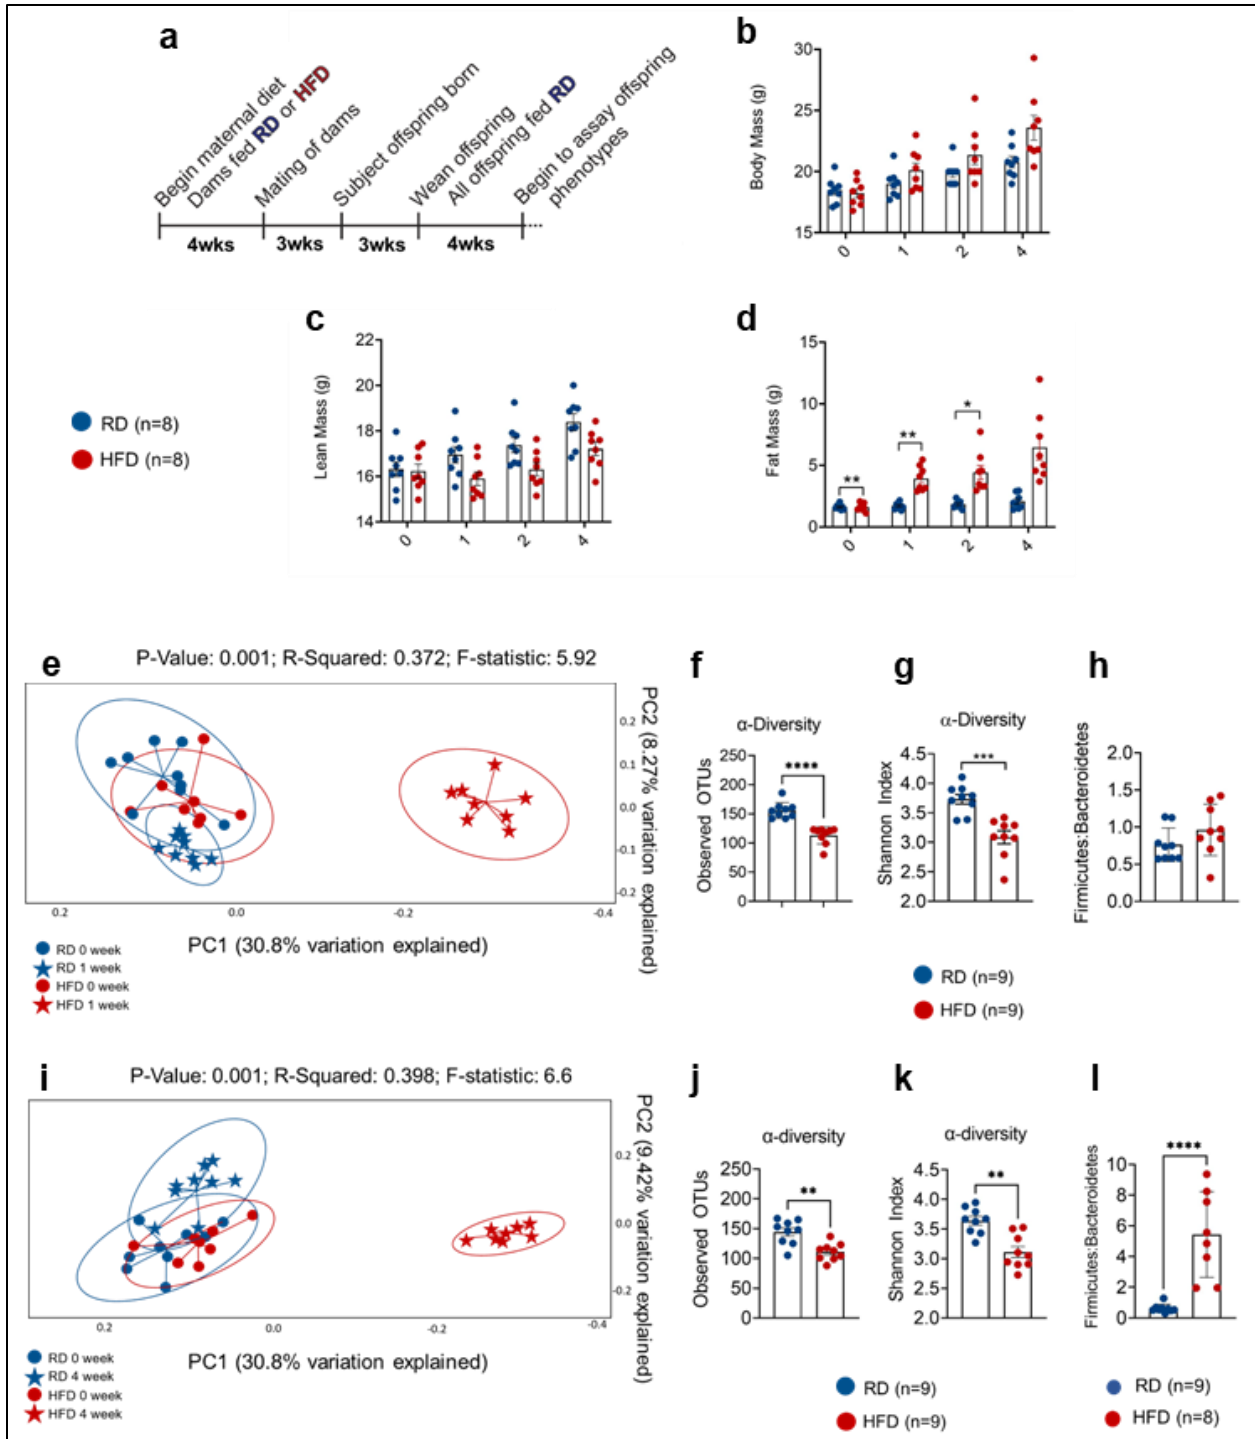 a
Begin maternal diet
Dams fed RD or HFD
Mating of dams
Subject offspring born
Wean offspring
All offspring fed RD
Begin to assay offspring
phenotypes
4wks
3wks
3wks
4wks
b
Body Mass (g)
30
25
20
15
0
1
2
4
RD (n=8)
HFD (n=8)
c
Lean Mass (g)
22
20
18
16
14
0
1
2
4
d
Fat Mass (g)
15
10
5
0
**
**
*
0
1
2
4
e
P-Value: 0.001; R-Squared: 0.372; F-statistic: 5.92
PC2 (8.27% variation explained)
0.2
0.1
0.0
-0.1
-0.2
0.2
0.0
-0.2
-0.4
PC1 (30.8% variation explained)
RD 0 week
RD 1 week
HFD 0 week
HFD 1 week
f
α-Diversity
Observed OTUs
250
200
150
100
50
0
****
g
α-Diversity
Shannon Index
4.5
4.0
3.5
3.0
2.5
2.0
***
h
Firmicutes:Bacteroidetes
2.0
1.5
1.0
0.5
0.0
RD (n=9)
HFD (n=9)
i
P-Value: 0.001; R-Squared: 0.398; F-statistic: 6.6
PC2 (9.42% variation explained)
0.2
0.0
-0.2
0.2
0.0
-0.2
-0.4
PC1 (30.8% variation explained)
RD 0 week
RD 4 week
HFD 0 week
HFD 4 week
j
α-diversity
Observed OTUs
250
200
150
100
50
0
**
k
α-diversity
Shannon Index
4.5
4.0
3.5
3.0
2.5
2.0
**
l
Firmicutes:Bacteroidetes
10
8
6
4
2
0
****
RD (n=9)
HFD (n=9)
RD (n=9)
HFD (n=8)